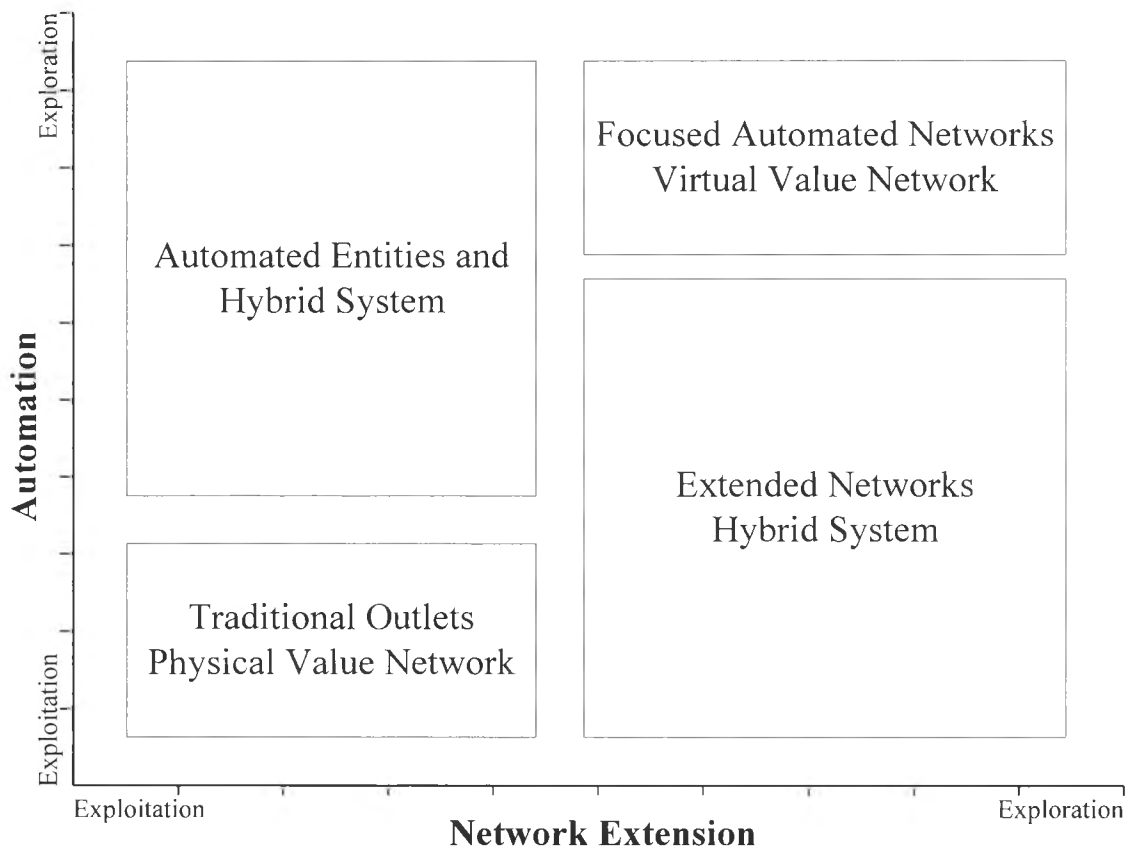 Exploration
Focused Automated Networks
Virtual Value Network
Automated Entities and
Hybrid System
Automation
Extended Networks
Hybrid System
Traditional Outlets
Physical Value Network
Exploitation
Exploitation
Exploration
Network Extension